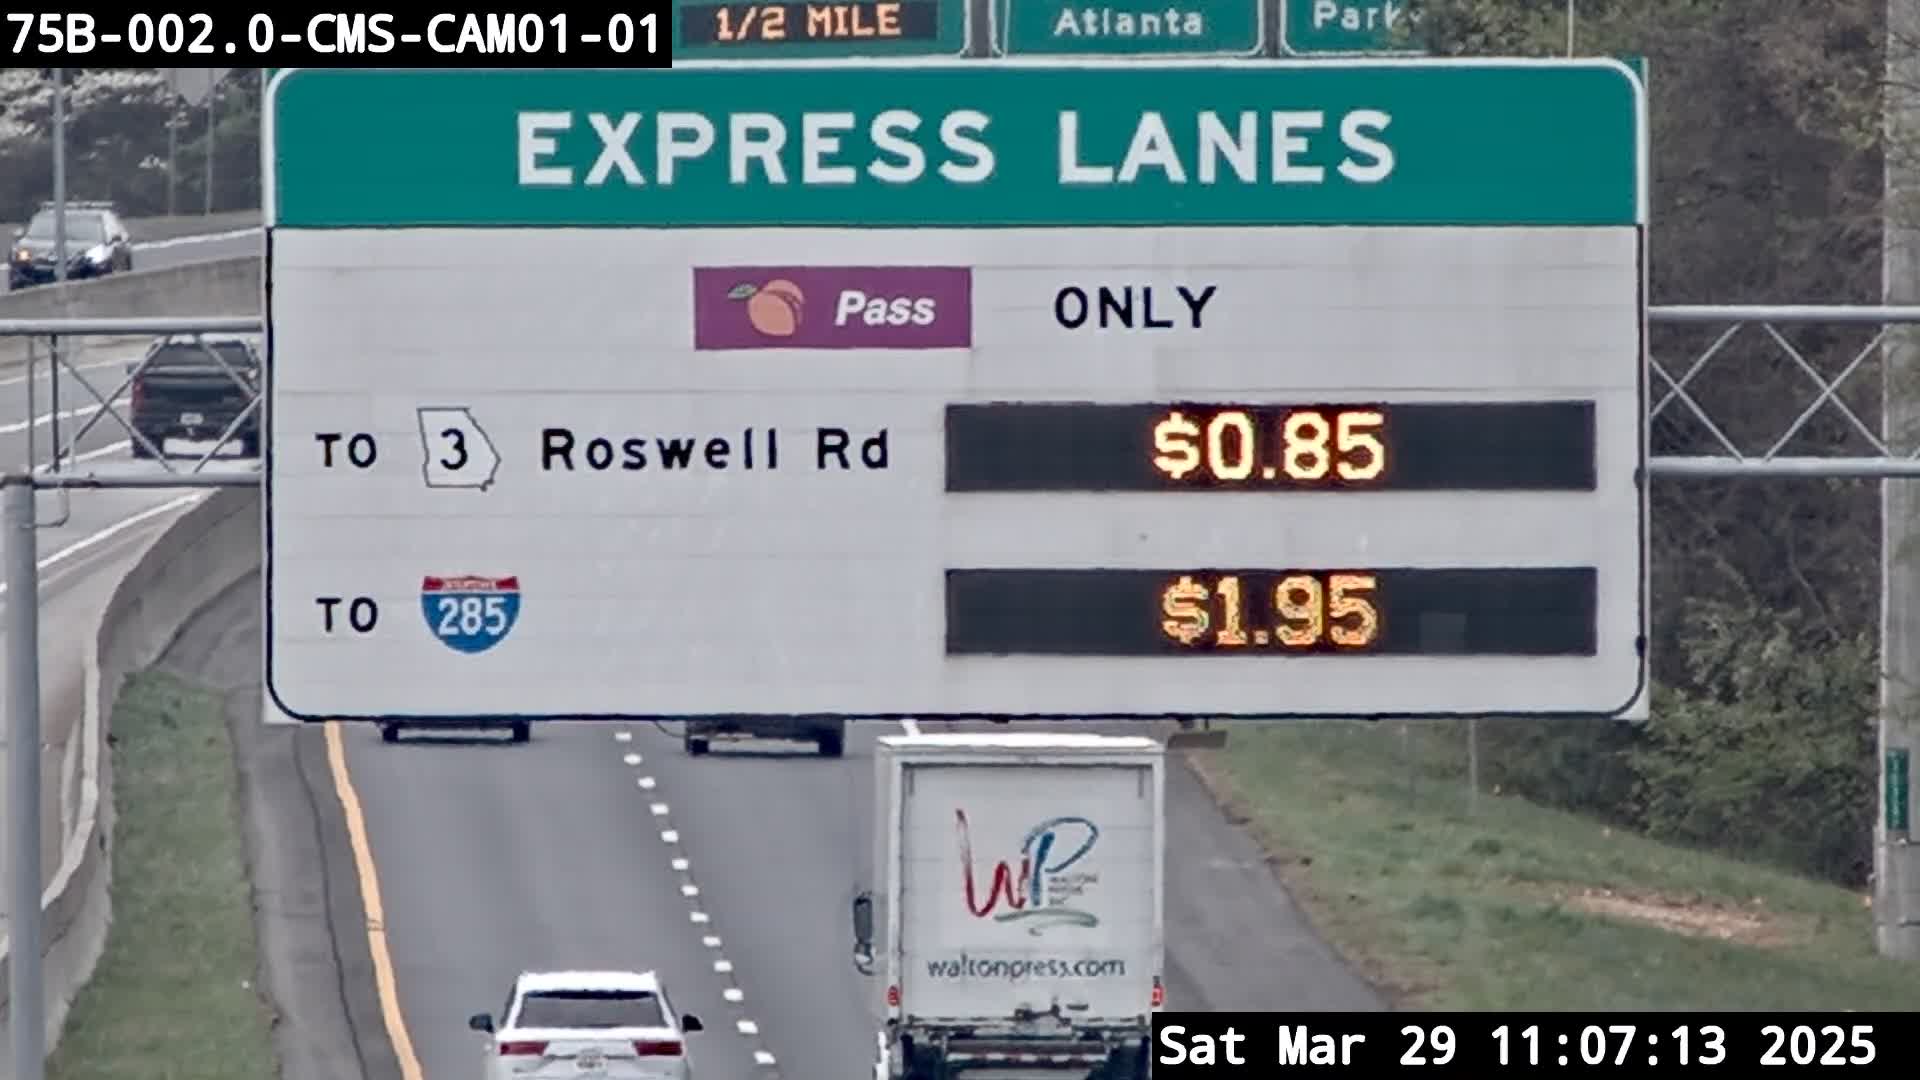 75B-002.0-CMS-CAM01-01
1/2 MILE
Atlanta
EXPRESS LANES
Pass ONLY
TO 3 Roswell Rd $0.85
TO 285 $1.95
WP
waltonpress.com
Sat Mar 29 11:07:13 2025